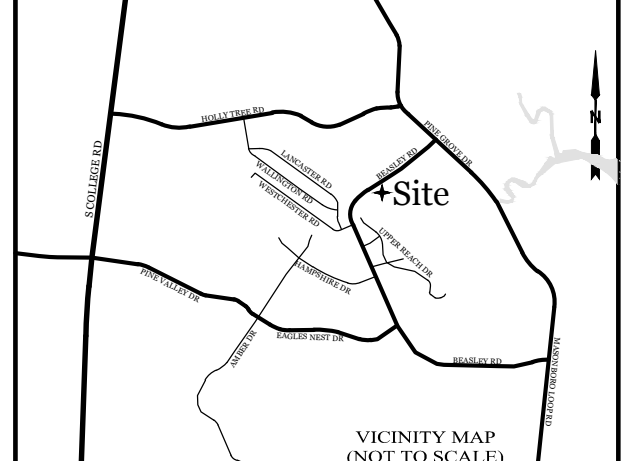 HOLLY TREE RD
PINE GROVE DR
N
S COLLEGE RD
LANCASTER RD
BEASLEY RD
WALLINGTON RD
WESTCHESTER RD
Site
UPPER REACH DR
HAMPSHIRE DR
PINE VALLEY DR
EAGLES NEST DR
AMBER DR
BEASLEY RD
MASONBORO LOOP RD
VICINITY MAP
(NOT TO SCALE)